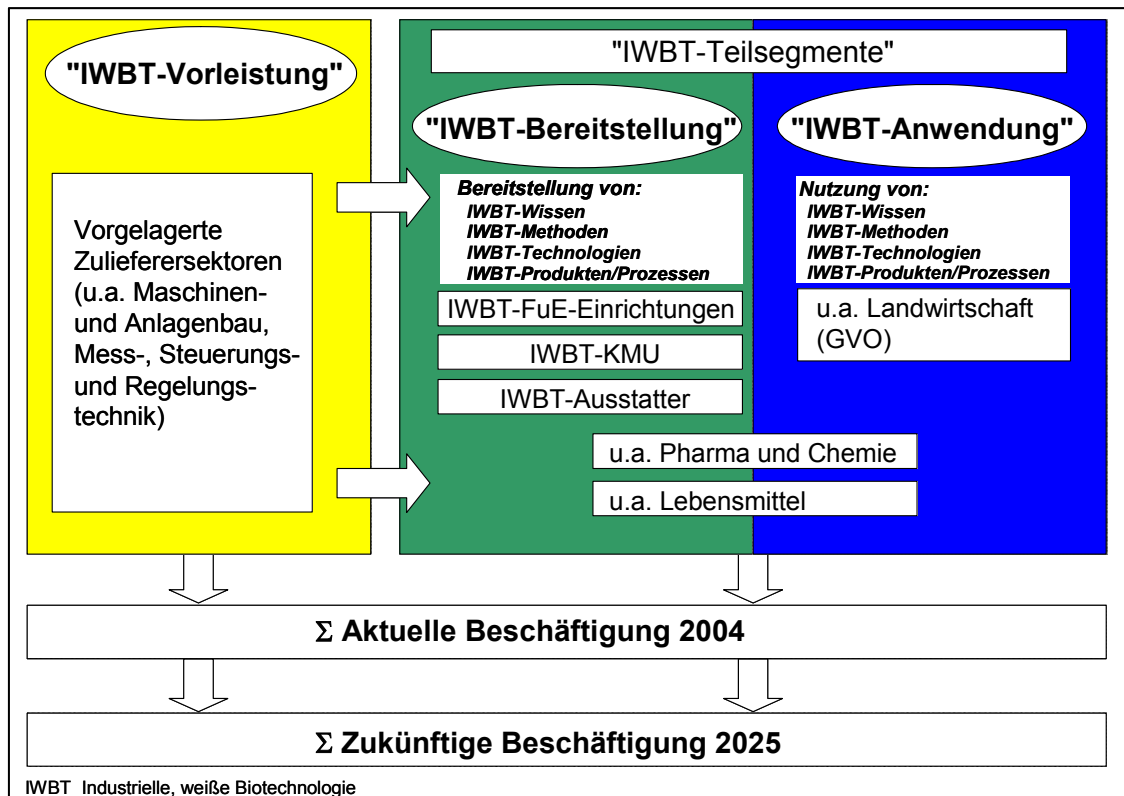 "IWBT-Vorleistung"
Vorgelagerte
Zulieferersektoren
(u.a. Maschinen-
und Anlagenbau,
Mess-, Steuerungs-
und Regelungs-
technik)
"IWBT-Teilsegmente"
"IWBT-Bereitstellung"
Bereitstellung von:
IWBT-Wissen
IWBT-Methoden
IWBT-Technologien
IWBT-Produkten/Prozessen
IWBT-FuE-Einrichtungen
IWBT-KMU
IWBT-Ausstatter
"IWBT-Anwendung"
Nutzung von:
IWBT-Wissen
IWBT-Methoden
IWBT-Technologien
IWBT-Produkten/Prozessen
u.a. Landwirtschaft
(GVO)
u.a. Pharma und Chemie
u.a. Lebensmittel
Σ Aktuelle Beschäftigung 2004
Σ Zukünftige Beschäftigung 2025
IWBT Industrielle, weiße Biotechnologie